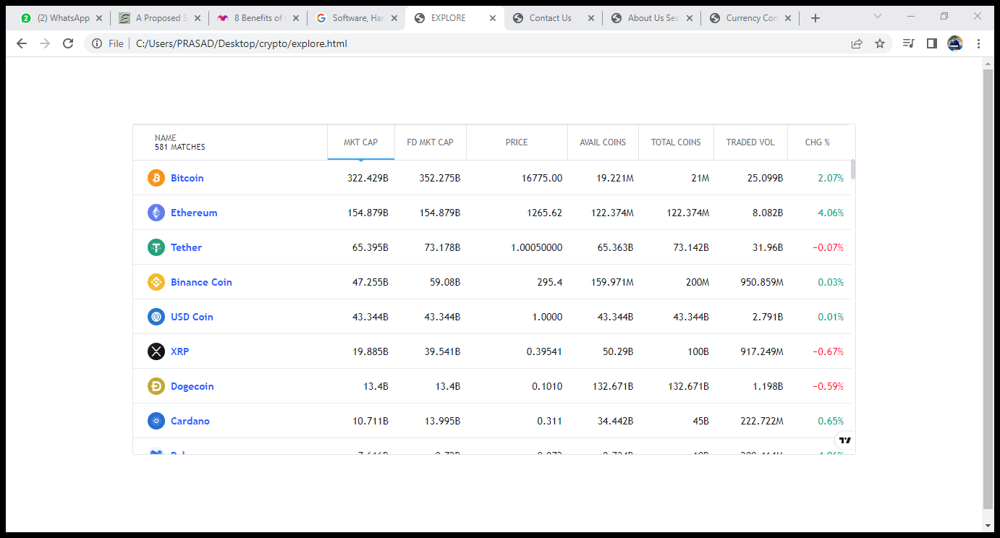 2 (2) WhatsApp A Proposed S 8 Benefits of Software, Har EXPLORE Contact Us About Us Sec Currency Con
File C:/Users/PRASAD/Desktop/crypto/explore.html
NAME MKT CAP FD MKT CAP PRICE AVAIL COINS TOTAL COINS TRADED VOL CHG %
581 MATCHES
Bitcoin 322.429B 352.275B 16775.00 19.221M 21M 25.099B 2.07%
Ethereum 154.879B 154.879B 1265.62 122.374M 122.374M 8.082B 4.06%
Tether 65.395B 73.178B 1.00050000 65.363B 73.142B 31.96B −0.07%
Binance Coin 47.255B 59.08B 295.4 159.971M 200M 950.859M 0.03%
USD Coin 43.344B 43.344B 1.0000 43.344B 43.344B 2.791B 0.01%
XRP 19.885B 39.541B 0.39541 50.29B 100B 917.249M −0.67%
Dogecoin 13.4B 13.4B 0.1010 132.671B 132.671B 1.198B −0.59%
Cardano 10.711B 13.995B 0.311 34.442B 45B 222.722M 0.65%